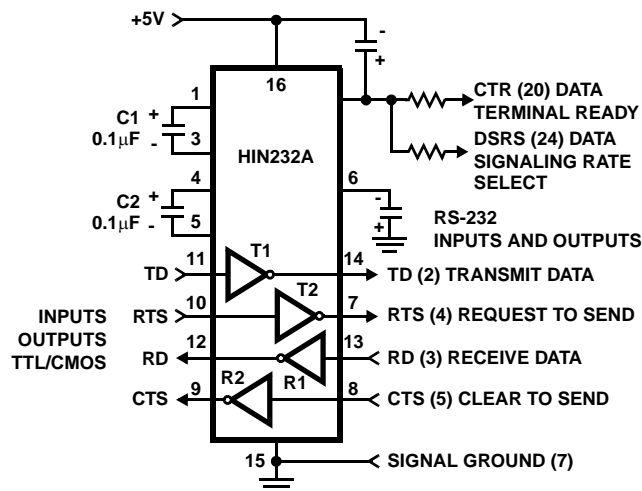 +5V
-
+
16
1
CTR (20) DATA
TERMINAL READY
C1
0.1μF
+
-
3
HIN232A
DSRS (24) DATA
SIGNALING RATE
SELECT
4
6
C2
0.1μF
+
-
5
-
+
RS-232
INPUTS AND OUTPUTS
TD
11
T1
14
TD (2) TRANSMIT DATA
INPUTS
OUTPUTS
TTL/CMOS
RTS
10
T2
7
RTS (4) REQUEST TO SEND
RD
12
R1
13
RD (3) RECEIVE DATA
CTS
9
R2
8
CTS (5) CLEAR TO SEND
15
SIGNAL GROUND (7)